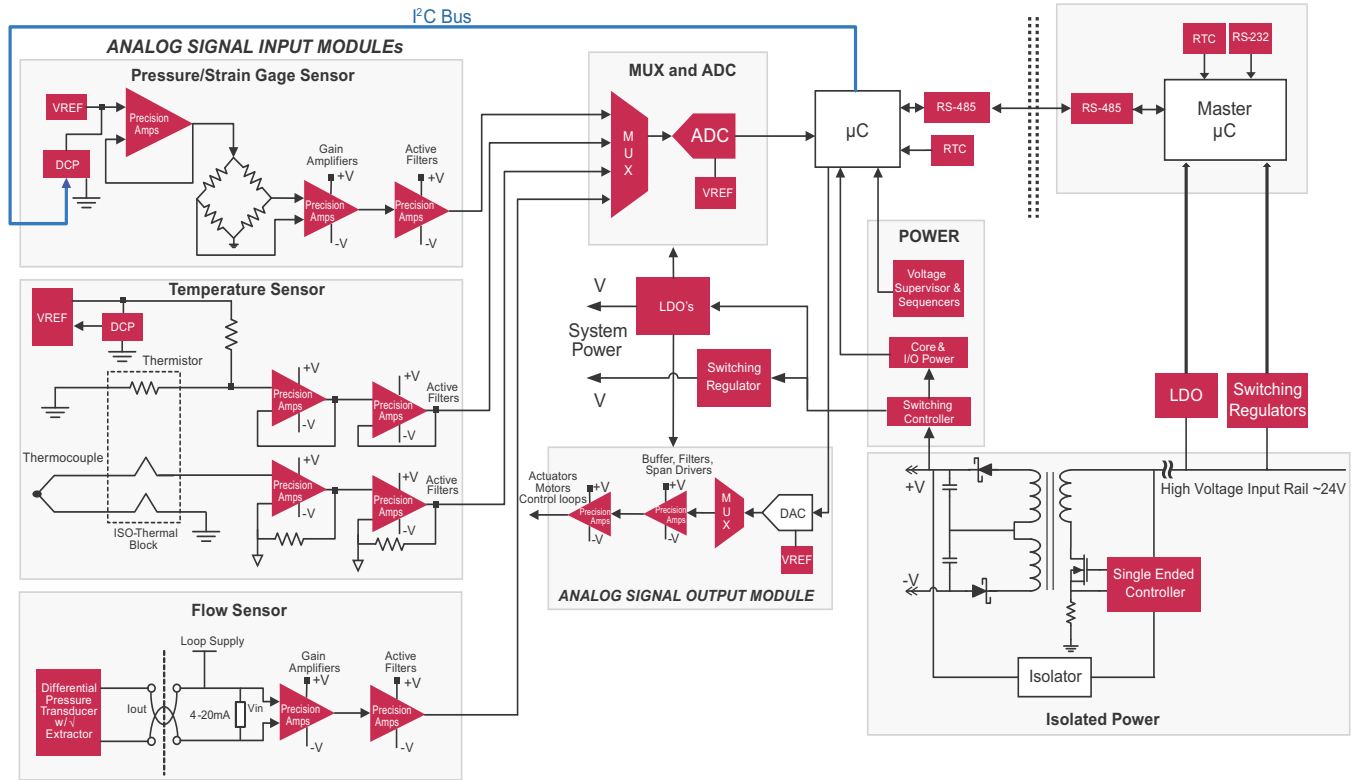 I²C Bus
ANALOG SIGNAL INPUT MODULEs
Pressure/Strain Gage Sensor
VREF
Precision
Amps
DCP
Gain
Amplifiers
+V
Precision
Amps
-V
Active
Filters
+V
Precision
Amps
-V
Temperature Sensor
VREF
DCP
Thermistor
+V
Precision
Amps
-V
+V
Active
Filters
Precision
Amps
-V
Thermocouple
+V
Precision
Amps
-V
+V
Active
Filters
Precision
Amps
-V
ISO-Thermal
Block
Flow Sensor
Loop Supply
Differential
Pressure
Transducer
w/ √
Extractor
Iout
4-20mA
Vin
Gain
Amplifiers
+V
Precision
Amps
-V
Active
Filters
+V
Precision
Amps
-V
MUX and ADC
M
U
X
ADC
VREF
V
LDO's
System
Power
Switching
Regulator
V
Buffer, Filters,
Span Drivers
Actuators
Motors
Control loops
+V
Precision
Amps
-V
+V
Precision
Amps
-V
M
U
X
DAC
VREF
ANALOG SIGNAL OUTPUT MODULE
µC
RS-485
RTC
POWER
Voltage
Supervisor &
Sequencers
Core &
I/O Power
Switching
Controller
RTC
RS-232
RS-485
Master
µC
LDO
Switching
Regulators
+V
High Voltage Input Rail ~24V
-V
Single Ended
Controller
Isolator
Isolated Power